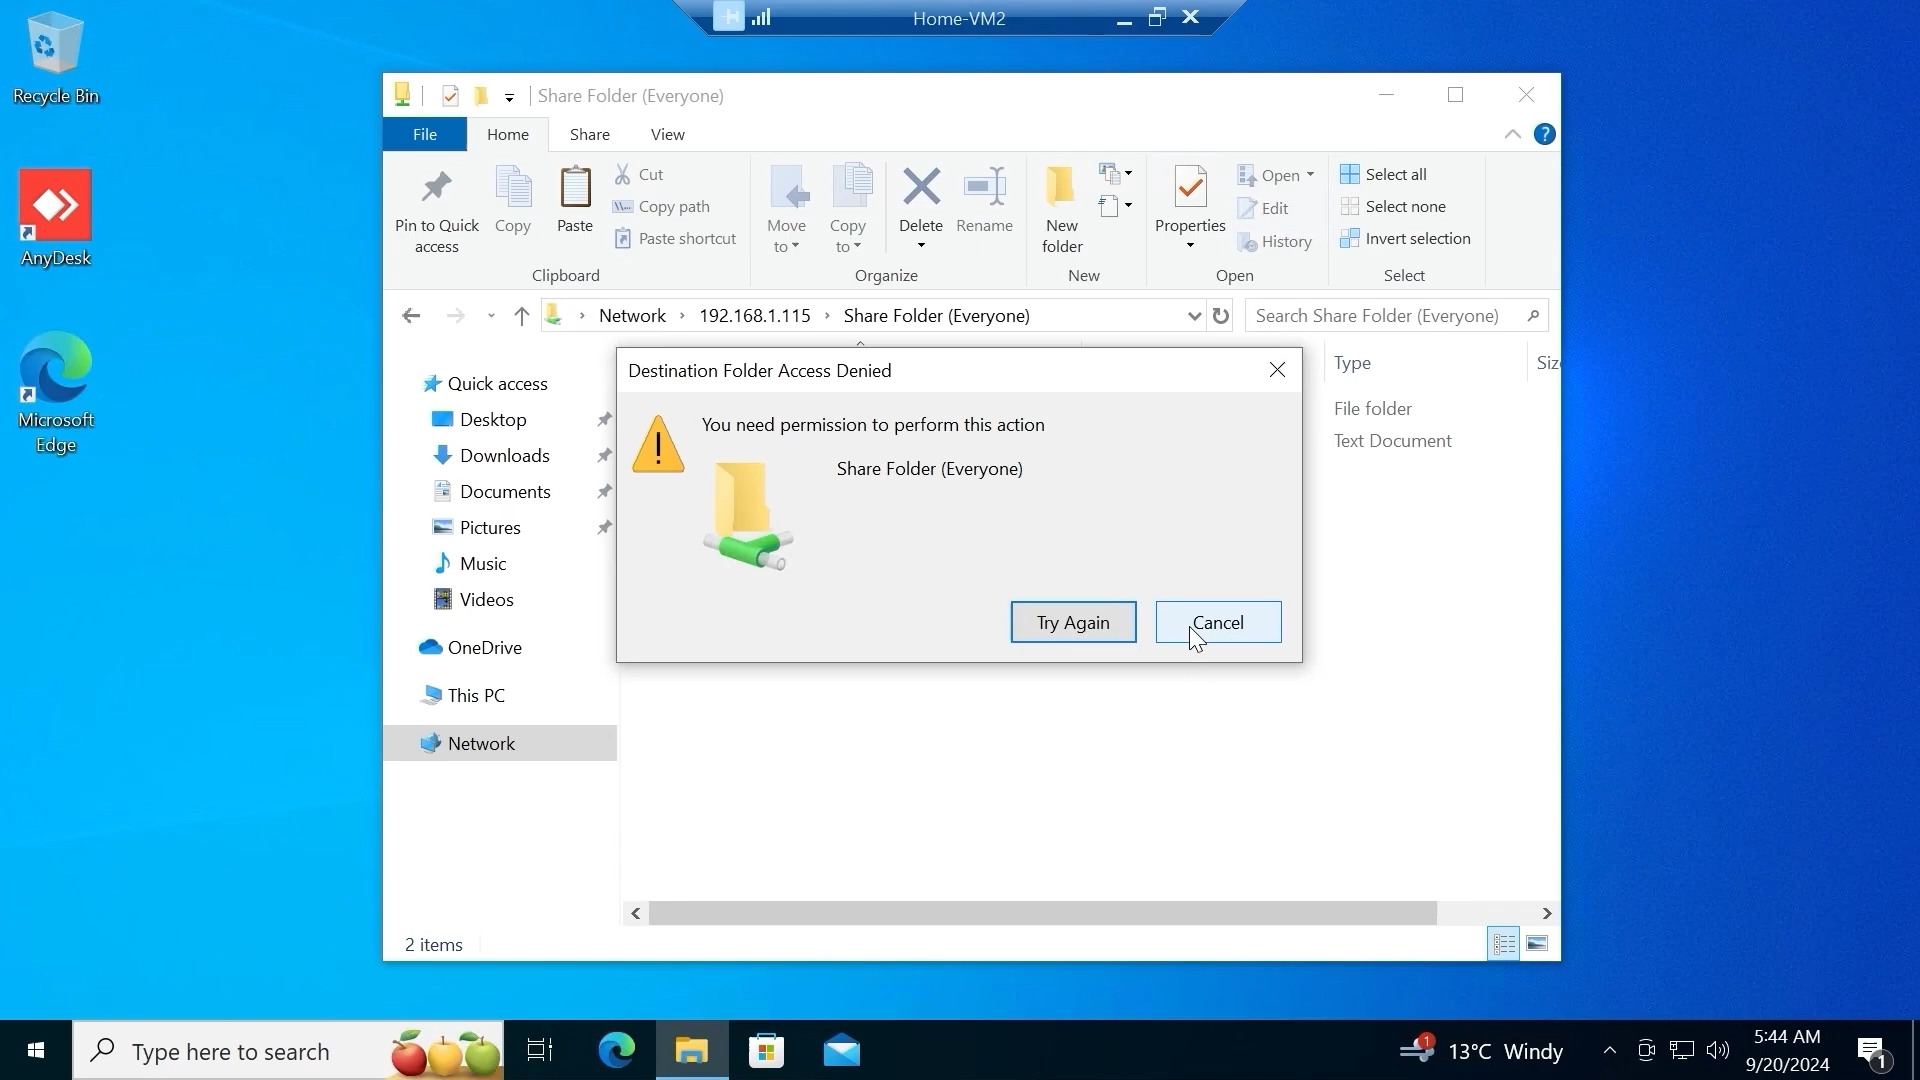 Home-VM2
Recycle Bin
AnyDesk
Microsoft
Edge
Share Folder (Everyone)
File
Home
Share
View
?
Pin to Quick
access
Copy
Paste
Cut
Copy path
Paste shortcut
Clipboard
Move
to
Copy
to
Delete
Rename
Organize
New
folder
New
Properties
Open
Edit
History
Open
Select all
Select none
Invert selection
Select
Network
192.168.1.115
Share Folder (Everyone)
Search Share Folder (Everyone)
Quick access
Desktop
Downloads
Documents
Pictures
Music
Videos
OneDrive
This PC
Network
Type
File folder
Text Document
Destination Folder Access Denied
You need permission to perform this action
Share Folder (Everyone)
Try Again
Cancel
2 items
Type here to search
1
13°C Windy
5:44 AM
9/20/2024
1